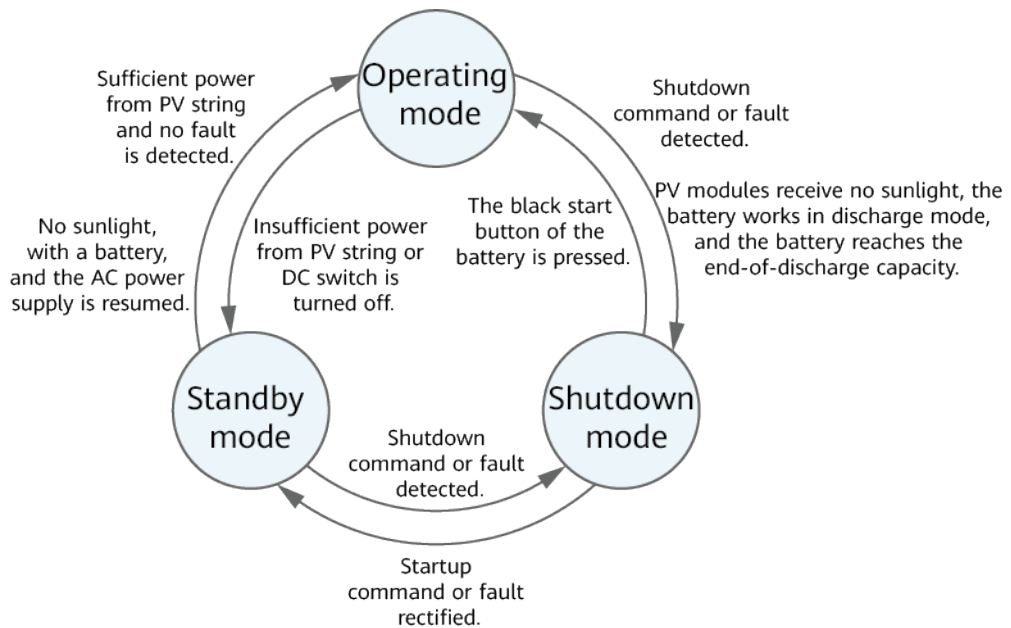 Operating
mode
Sufficient power
from PV string
and no fault
is detected.
Shutdown
command or fault
detected.
No sunlight,
with a battery,
and the AC power
supply is resumed.
Insufficient power
from PV string or
DC switch is
turned off.
The black start
button of the
battery is pressed.
PV modules receive no sunlight, the
battery works in discharge mode,
and the battery reaches the
end-of-discharge capacity.
Standby
mode
Shutdown
mode
Shutdown
command or fault
detected.
Startup
command or fault
rectified.